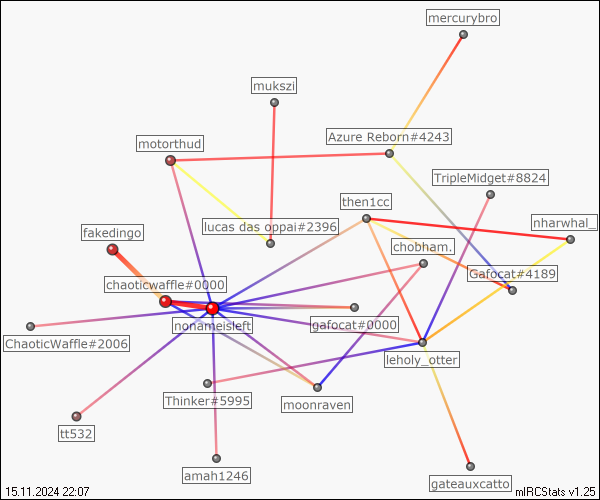 mercurybro
mukszi
Azure Reborn#4243
motorthud
TripleMidget#8824
then1cc
lucas das oppai#2396
nharwhal_
fakedingo
chobham.
Gafocat#4189
chaoticwaffle#0000
nonameisleft
gafocat#0000
ChaoticWaffle#2006
leholy_otter
Thinker#5995
moonraven
tt532
amah1246
gateauxcatto
15.11.2024 22:07
mIRCStats v1.25